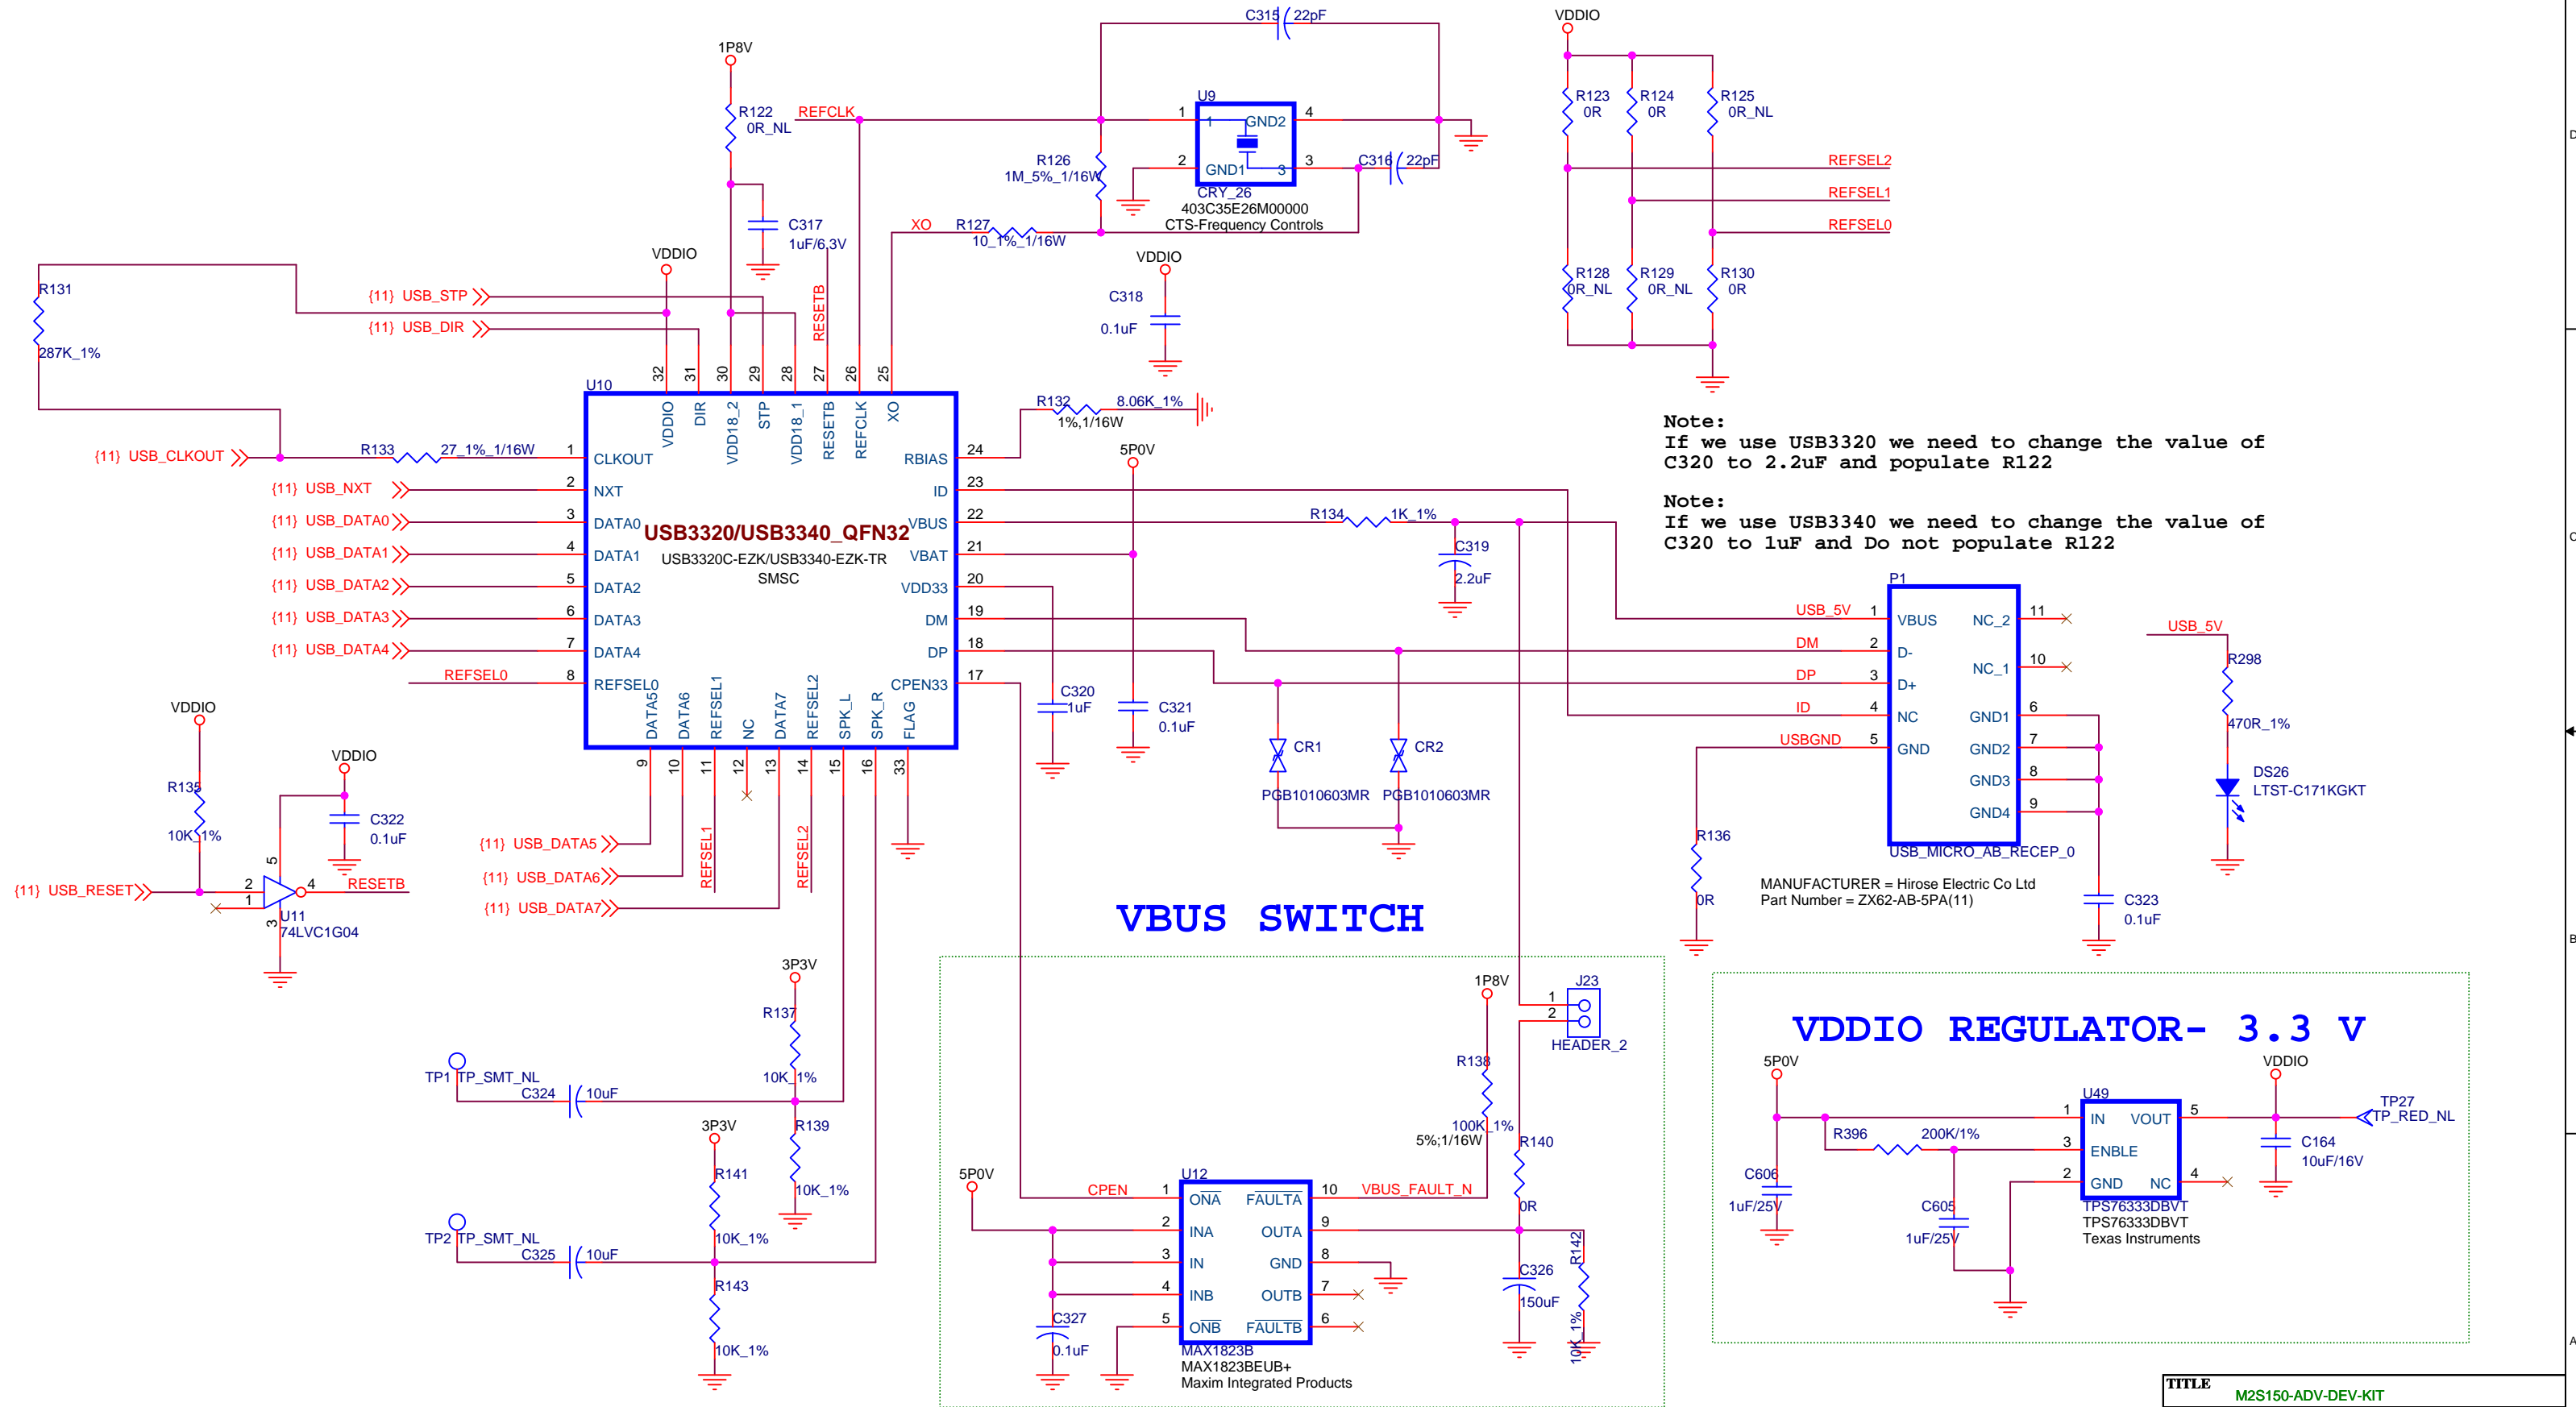 C315 22pF
VDDIO
1P8V
R122
0R_NL
REFCLK
U9
1
4
1
GND2
2
3
GND1
3
CRY_26
403C35E26M00000
CTS-Frequency Controls
R126
1M_5%_1/16W
C316 22pF
XO
R127
10_1%_1/16W
C317
1uF/6.3V
VDDIO
C318
0.1uF
R123
0R
R124
0R
R125
0R_NL
REFSEL2
REFSEL1
REFSEL0
R128
0R_NL
R129
0R_NL
R130
0R
D
R131
287K_1%
VDDIO
{11} USB_STP
{11} USB_DIR
RESETB
32
31
30
29
28
27
26
25
U10
VDDIO
DIR
VDD18_2
STP
VDD18_1
RESETB
REFCLK
XO
R132
8.06K_1%
1%,1/16W
{11} USB_CLKOUT
R133
27_1%_1/16W
1
CLKOUT
{11} USB_NXT
2
NXT
{11} USB_DATA0
3
DATA0
{11} USB_DATA1
4
DATA1
{11} USB_DATA2
5
DATA2
{11} USB_DATA3
6
DATA3
{11} USB_DATA4
7
DATA4
REFSEL0
8
REFSEL0
USB3320/USB3340_QFN32
USB3320C-EZK/USB3340-EZK-TR
SMSC
RBIAS
24
ID
23
VBUS
22
VBAT
21
VDD33
20
DM
19
DP
18
CPEN33
17
DATA5
DATA6
REFSEL1
NC
DATA7
REFSEL2
SPK_L
SPK_R
FLAG
9
10
11
12
13
14
15
16
33
5P0V
R134
1K_1%
C319
2.2uF
C320
1uF
C321
0.1uF
CR1
PGB1010603MR
CR2
PGB1010603MR
Note:
If we use USB3320 we need to change the value of
C320 to 2.2uF and populate R122
Note:
If we use USB3340 we need to change the value of
C320 to 1uF and Do not populate R122
C
P1
USB_5V
1
VBUS
DM
2
D-
DP
3
D+
ID
4
NC
USBGND
5
GND
NC_2
11
NC_1
10
GND1
6
GND2
7
GND3
8
GND4
9
USB_MICRO_AB_RECEP_0
MANUFACTURER = Hirose Electric Co Ltd
Part Number = ZX62-AB-5PA(11)
R136
0R
C323
0.1uF
USB_5V
R298
470R_1%
DS26
LTST-C171KGKT
B
VDDIO
R135
10K_1%
VDDIO
C322
0.1uF
{11} USB_RESET
2
1
5
4
3
RESETB
U11
74LVC1G04
{11} USB_DATA5
{11} USB_DATA6
{11} USB_DATA7
REFSEL1
REFSEL2
3P3V
R137
10K_1%
TP1 TP_SMT_NL
C324
10uF
R139
10K_1%
3P3V
R141
10K_1%
TP2 TP_SMT_NL
C325
10uF
R143
10K_1%
VBUS SWITCH
1P8V
J23
1
2
HEADER_2
R138
100K_1%
5%;1/16W
R140
0R
5P0V
U12
CPEN
1
ONA
2
INA
3
IN
4
INB
5
ONB
FAULTA
10
OUTA
9
GND
8
OUTB
7
FAULTB
6
VBUS_FAULT_N
MAX1823B
MAX1823BEUB+
Maxim Integrated Products
C327
0.1uF
C326
150uF
R142
10K_1%
VDDIO REGULATOR- 3.3 V
5P0V
VDDIO
U49
1
IN
3
ENBLE
2
GND
VOUT
5
NC
4
TPS76333DBVT
TPS76333DBVT
Texas Instruments
R396
200K/1%
C606
1uF/25V
C605
1uF/25V
C164
10uF/16V
TP27
TP_RED_NL
A
TITLE
M2S150-ADV-DEV-KIT